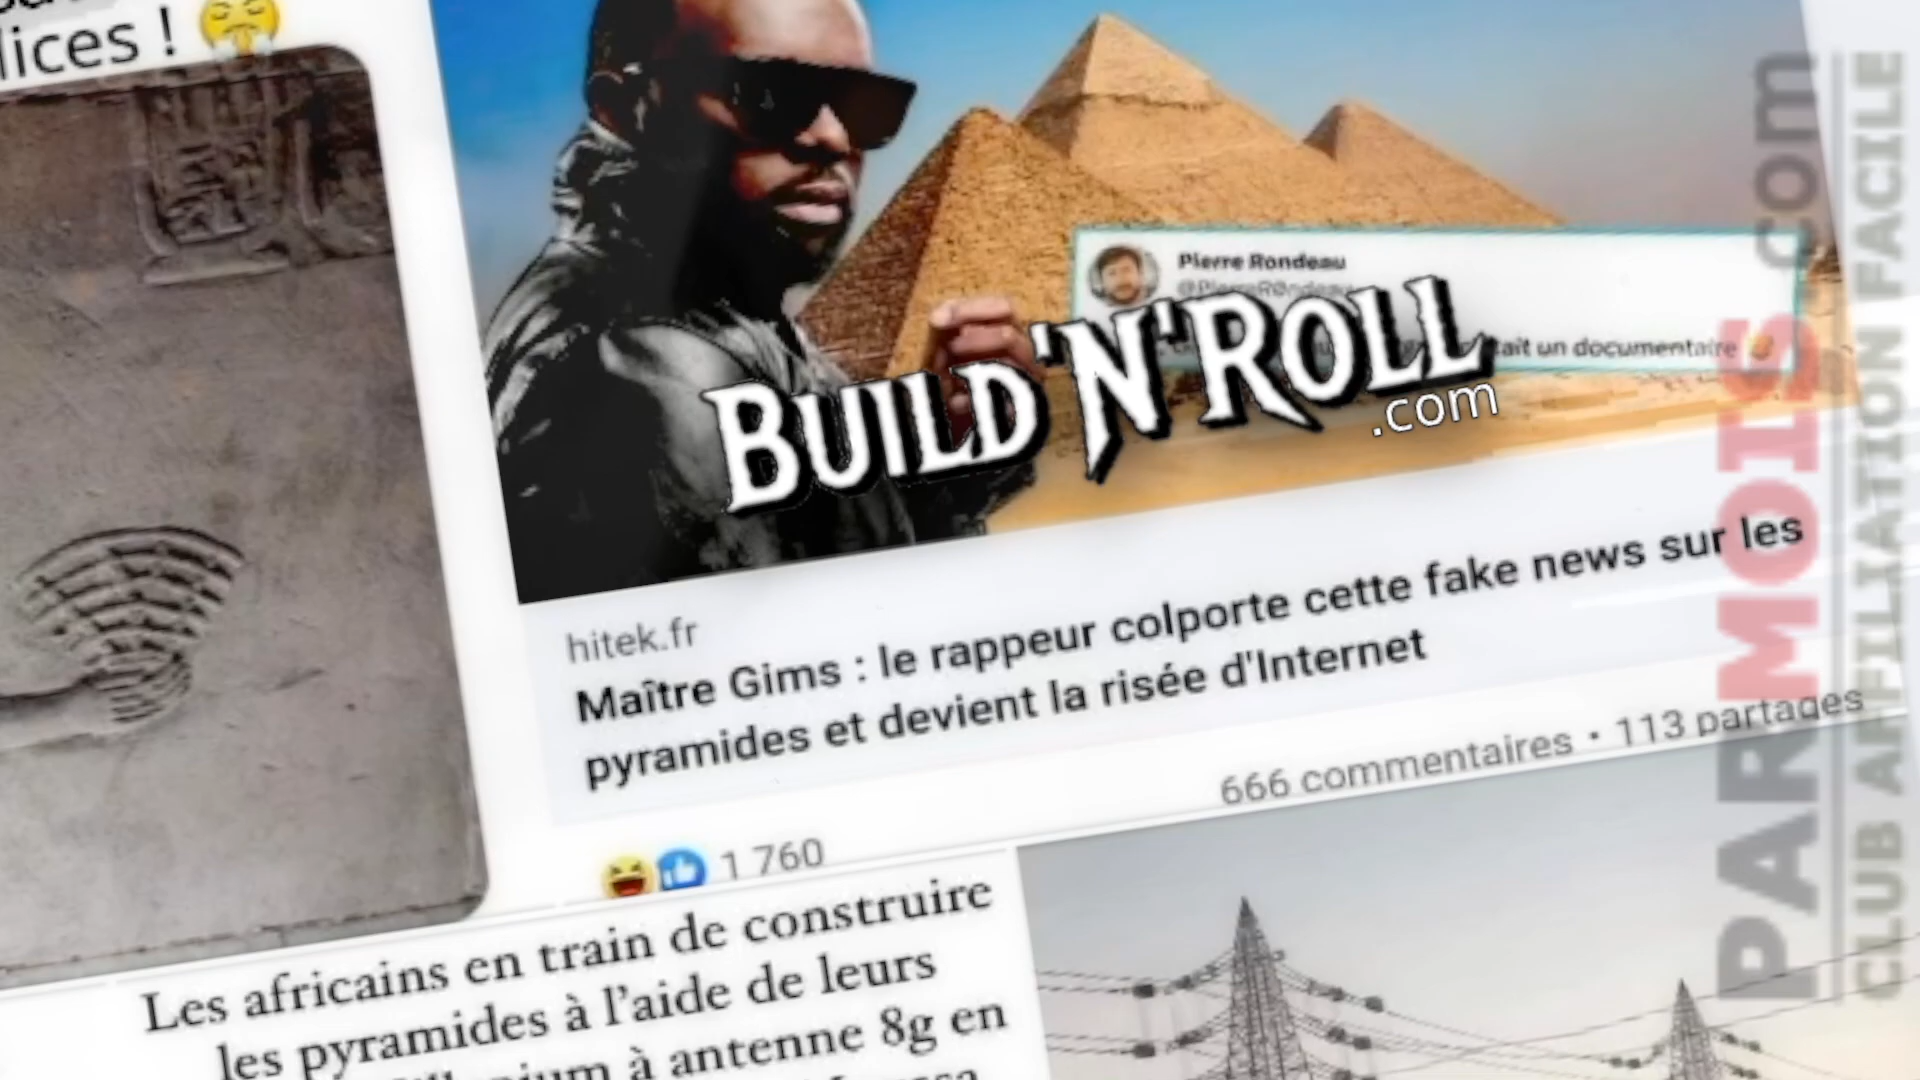 lices !
Pierre Rondeau
tait un documentaire
BUILD 'N' ROLL
.com
hitek.fr
Maître Gims : le rappeur colporte cette fake news sur les
pyramides et devient la risée d'Internet
666 commentaires • 113 partages
1 760
Les africains en train de construire
les pyramides à l'aide de leurs
à antenne 8g en
PAR MOIS .com
CLUB AFFILIATION FACILE